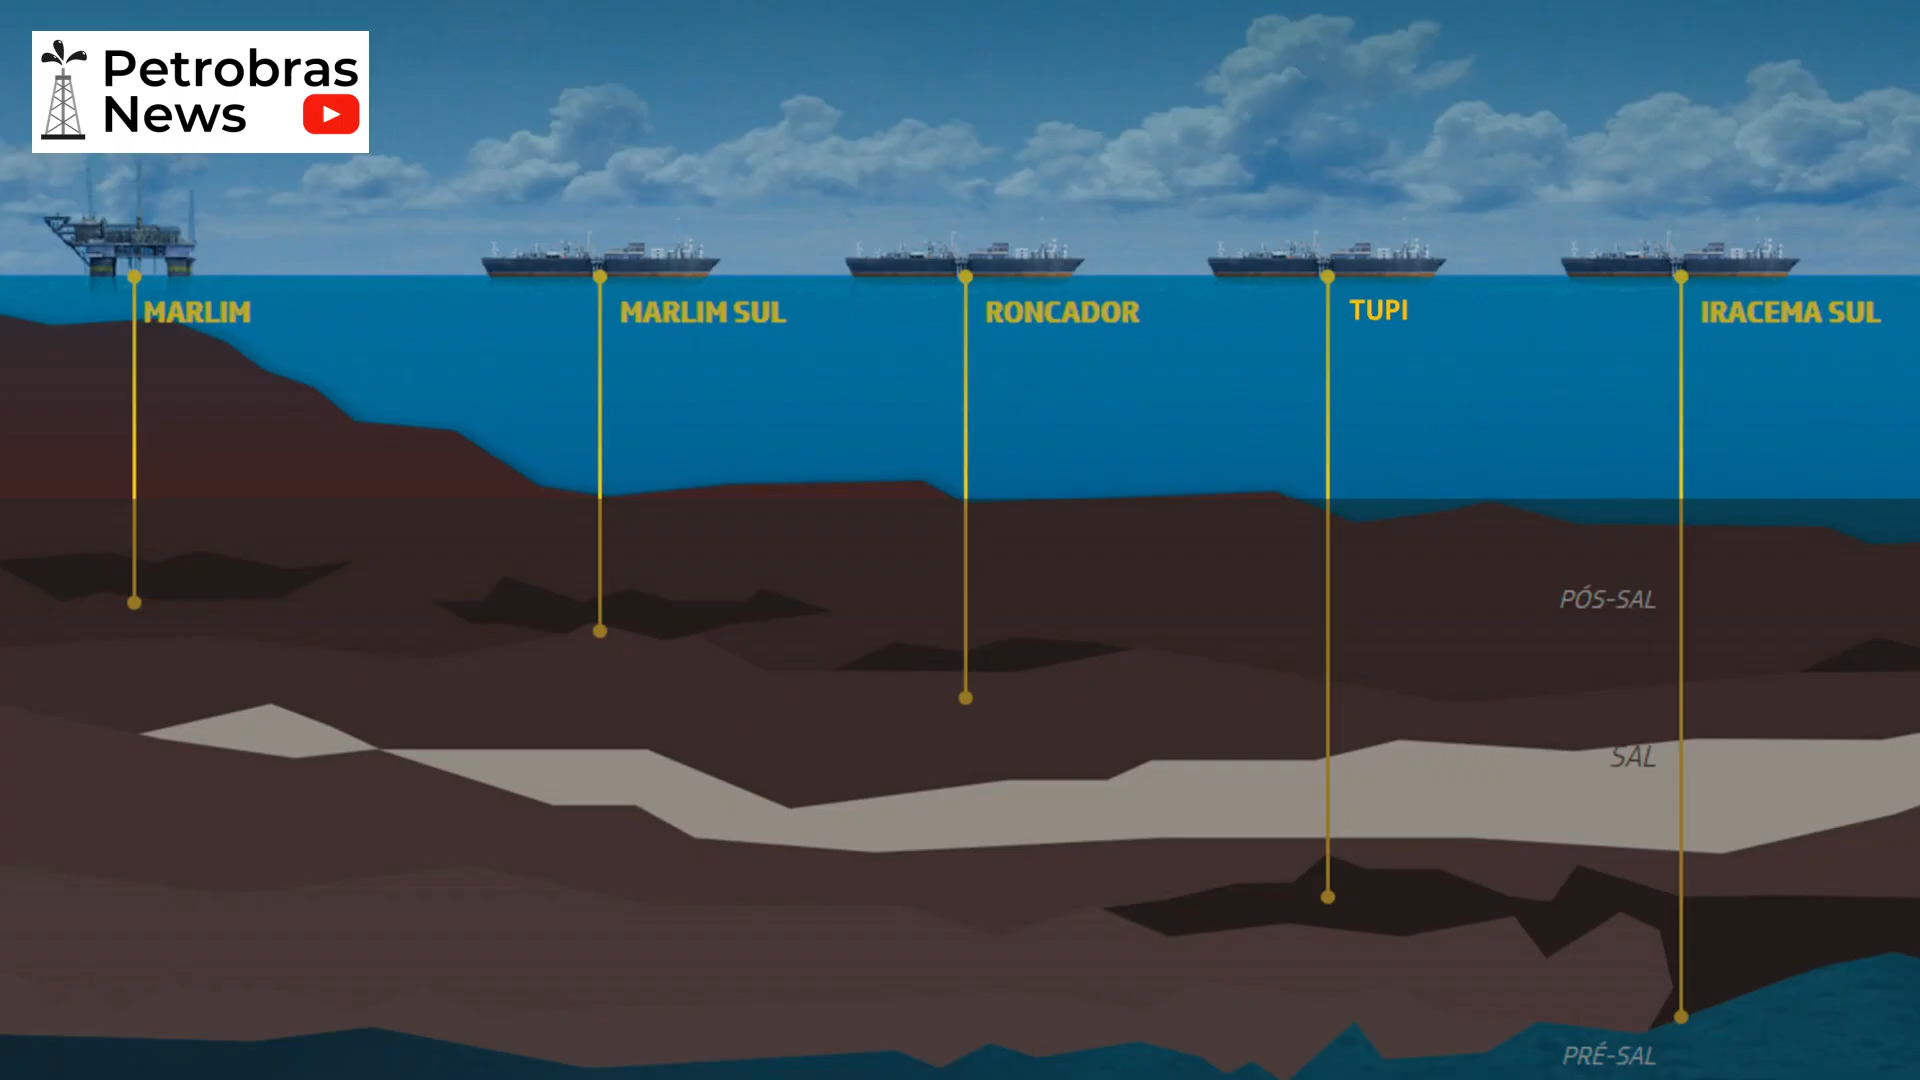 Petrobras
News
MARLIM
MARLIM SUL
RONCADOR
TUPI
IRACEMA SUL
PÓS-SAL
SAL
PRÉ-SAL